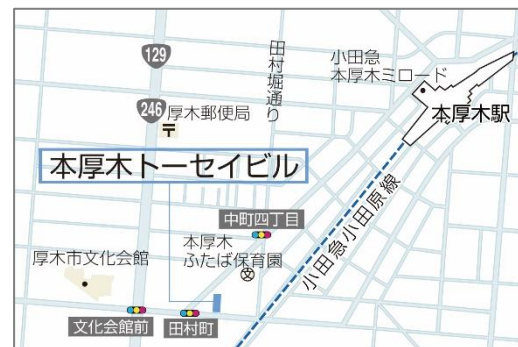 129
246
厚木郵便局
田村堀通り
小田急
本厚木ミロード
本厚木駅
本厚木トーセイビル
小田急小田原線
中町四丁目
本厚木
ふたば保育園
厚木市文化会館
文化会館前
田村町